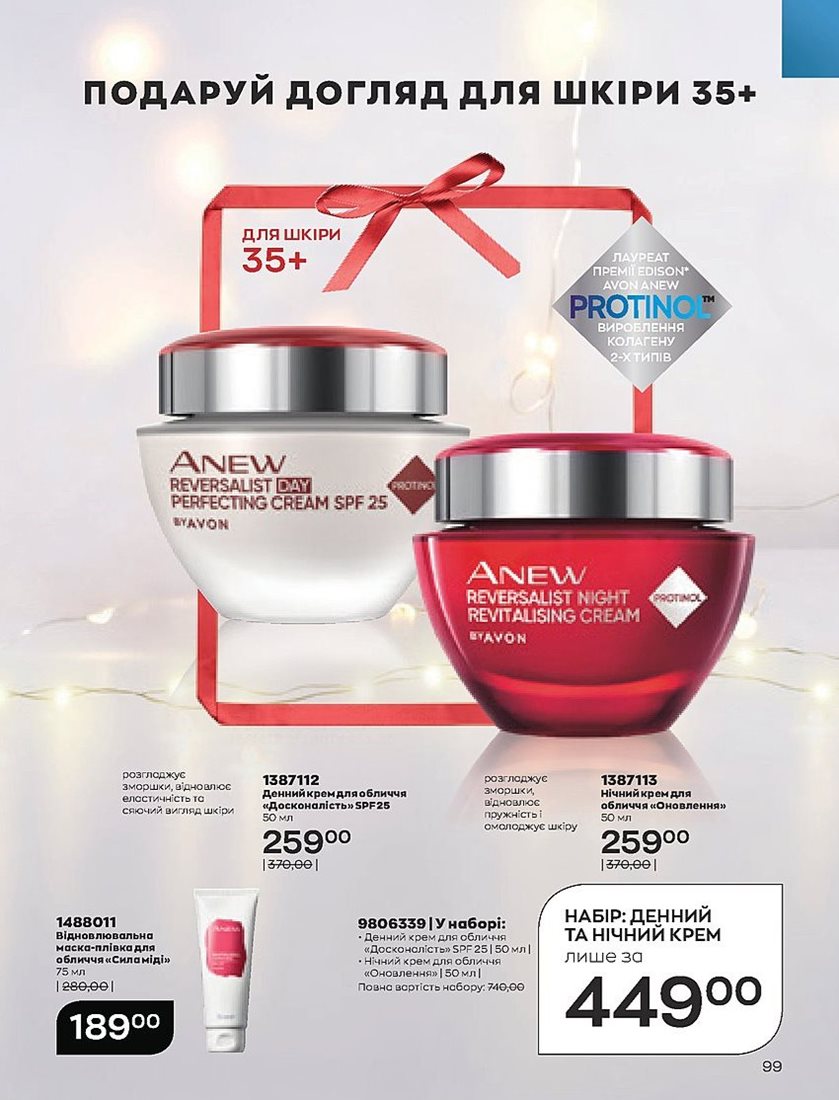 ПОДАРУЙ ДОГЛЯД ДЛЯ ШКІРИ 35+
ДЛЯ ШКІРИ
35+
ЛАУРЕАТ
ПРЕМІЇ EDISON*
AVON ANEW
PROTINOL™
ВИРОБЛЕННЯ
КОЛАГЕНУ
2-Х ТИПІВ
ANEW
REVERSALIST DAY
PERFECTING CREAM SPF 25
BY AVON
PROTINOL
ANEW
REVERSALIST NIGHT
REVITALISING CREAM
BY AVON
PROTINOL
розгладжує
зморшки, відновлює
еластичність та
сяючий вигляд шкіри
1387112
Денний крем для обличчя
«Досконалість» SPF 25
50 мл
259⁰⁰
| 370,00 |
розгладжує
зморшки,
відновлює
пружність і
омолоджує шкіру
1387113
Нічний крем для
обличчя «Оновлення»
50 мл
259⁰⁰
| 370,00 |
1488011
Відновлювальна
маска-плівка для
обличчя «Сила міді»
75 мл
| 280,00 |
189⁰⁰
ANEW
9806339 | У наборі:
• Денний крем для обличчя
«Досконалість» SPF 25 | 50 мл |
• Нічний крем для обличчя
«Оновлення» | 50 мл |
Повна вартість набору: 740,00
НАБІР: ДЕННИЙ
ТА НІЧНИЙ КРЕМ
лише за
449⁰⁰
99